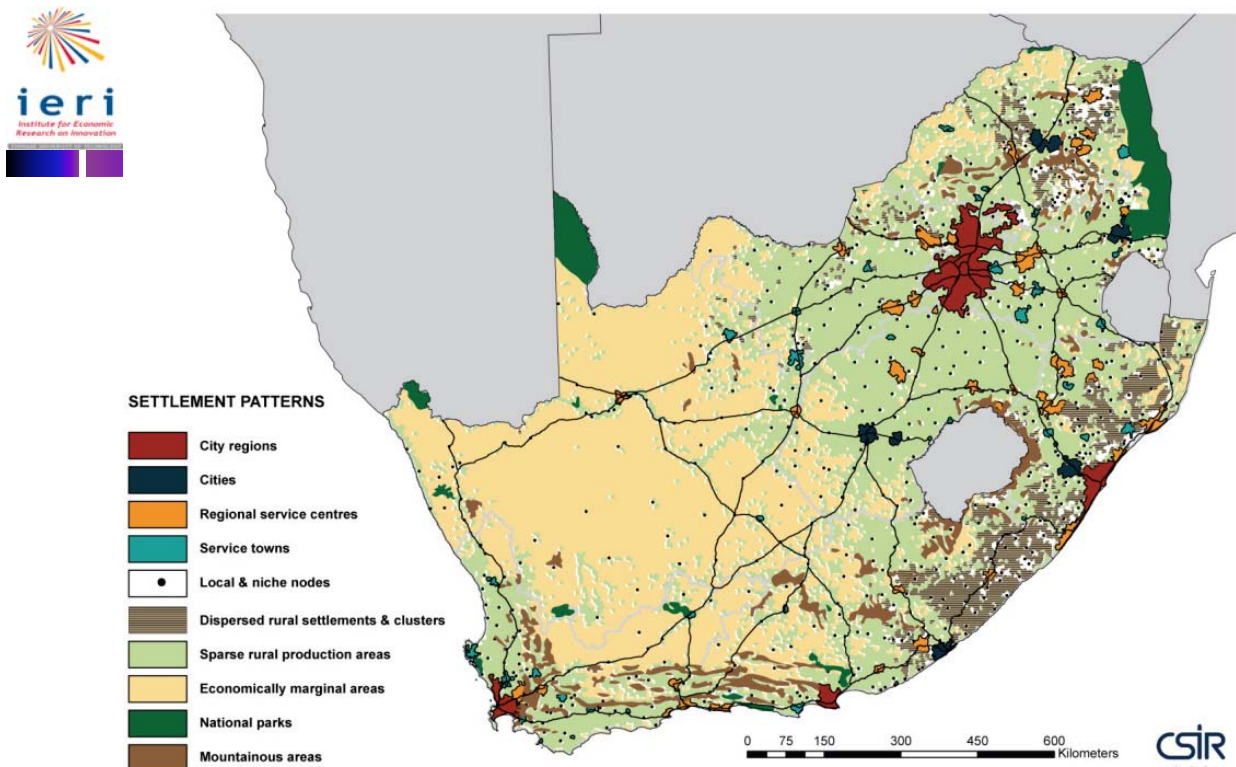 ieri
Institute for Economic
Research on Innovation
SETTLEMENT PATTERNS
City regions
Cities
Regional service centres
Service towns
Local & niche nodes
Dispersed rural settlements & clusters
Sparse rural production areas
Economically marginal areas
National parks
Mountainous areas
0 75 150 300 450 600
Kilometers
CSIR